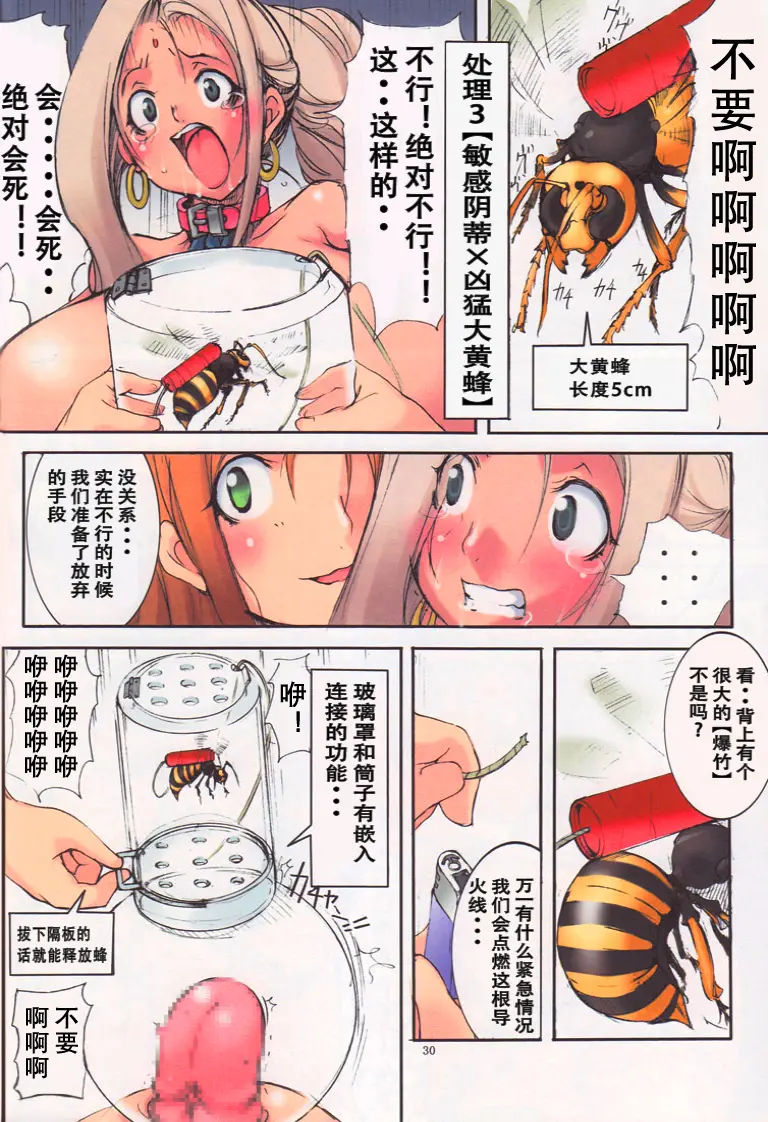 不要啊啊啊啊啊
カチ
カチ
カチ
大黄蜂
长度5cm
处理3【敏感阴蒂×凶猛大黄蜂】
不行！绝对不行！！
这・・这样的・・
会・・・・・会死・・
绝对会死！！
・・・
・・・
没关系・・・
实在不行的时候
我们准备了放弃
的手段
看・・背上有个
很大的【爆竹】
不是吗？
万一有什么紧急情况
我们会点燃这根导
火线・・・
玻璃罩和筒子有嵌入
连接的功能・・・
咿！
咿咿咿咿咿
咿咿咿咿咿
拔下隔板的
话就能释放蜂
不要
啊啊啊
30